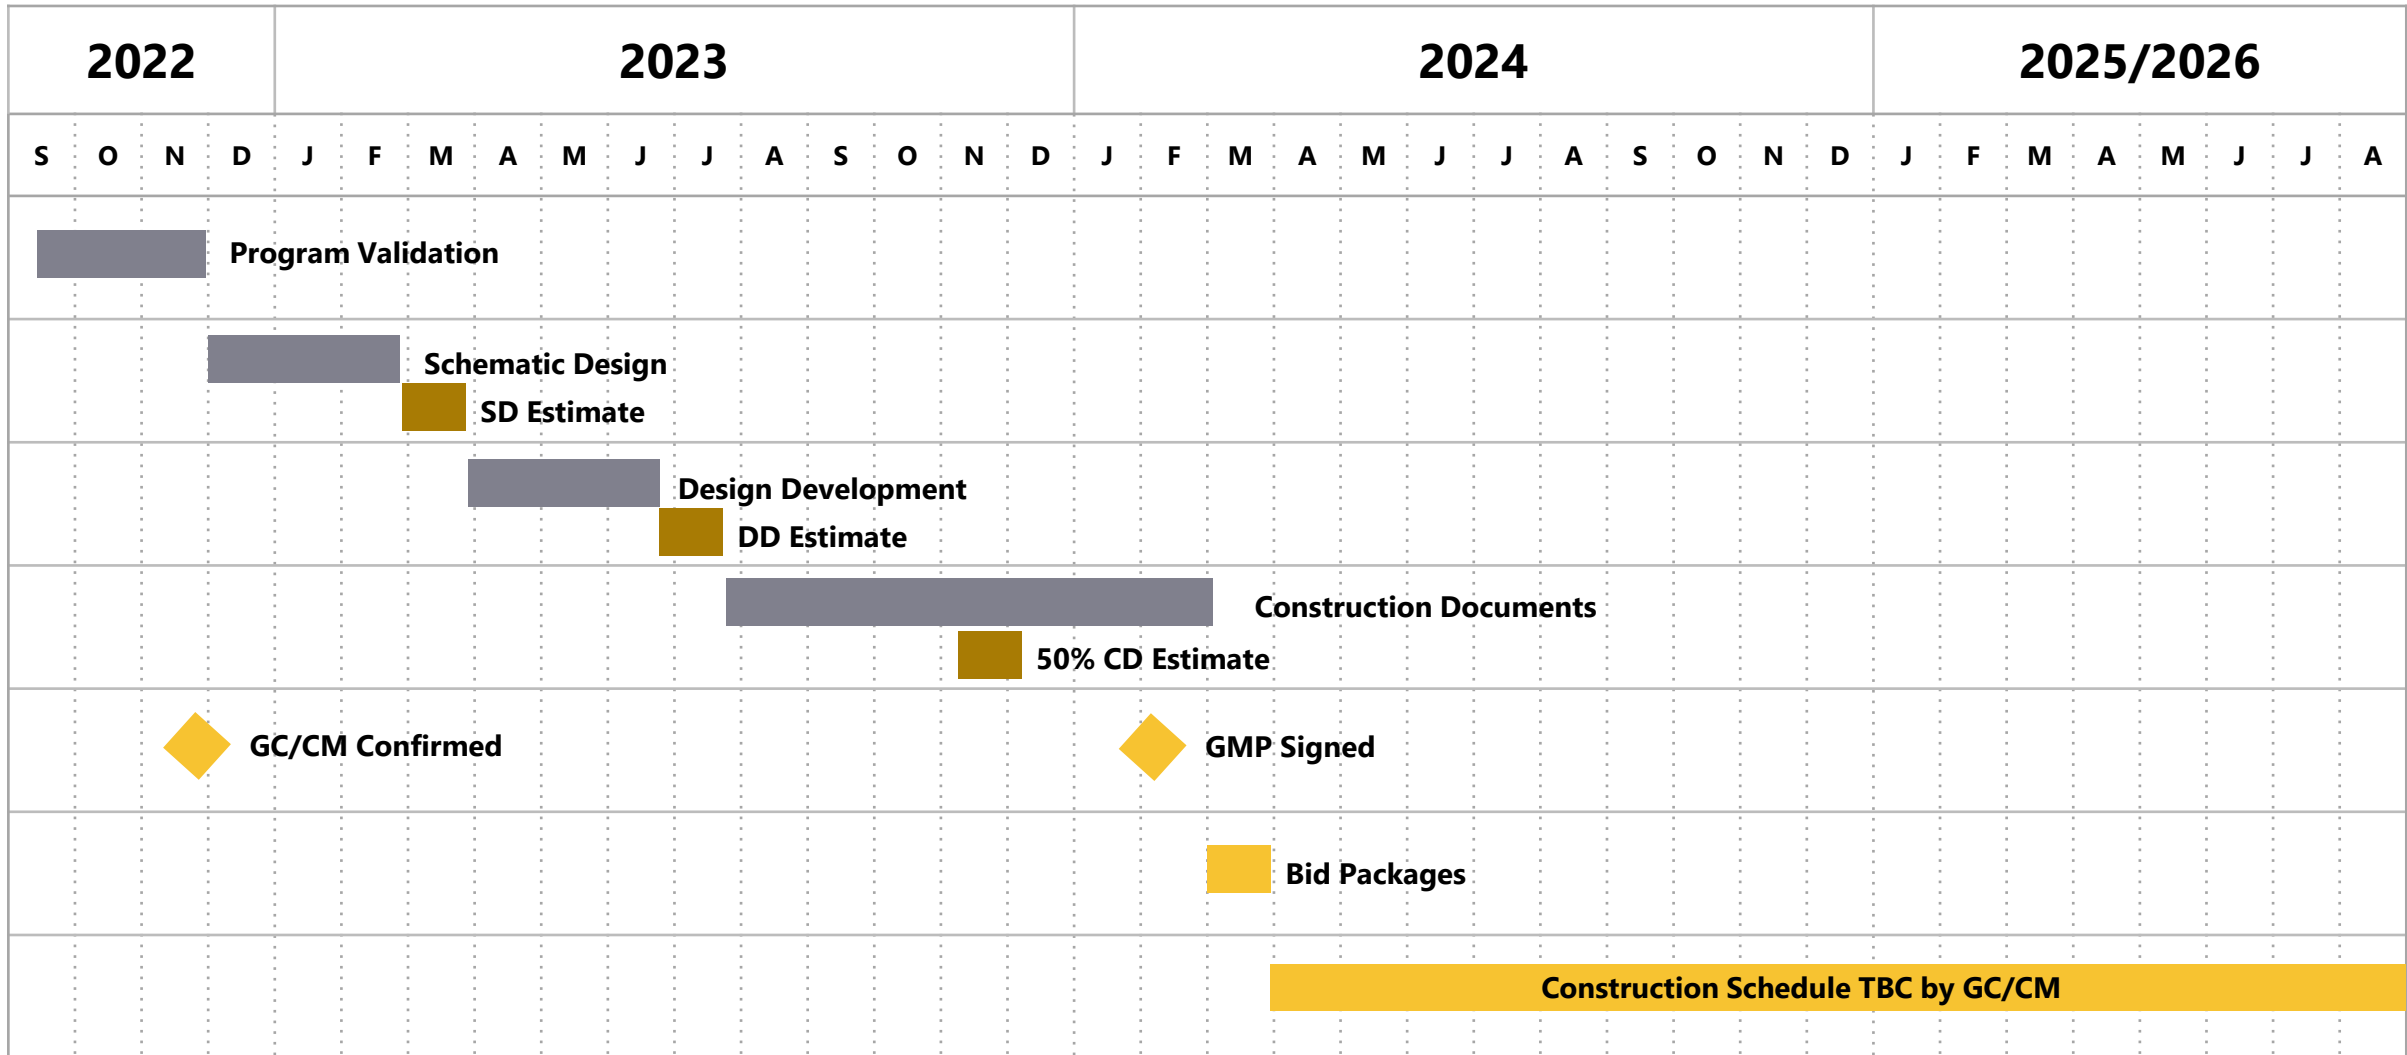 2022 2023 2024 2025/2026
S O N D J F M A M J J A S O N D J F M A M J J A S O N D J F M A M J J A
Program Validation
Schematic Design
SD Estimate
Design Development
DD Estimate
Construction Documents
50% CD Estimate
GC/CM Confirmed GMP Signed
Bid Packages
Construction Schedule TBC by GC/CM